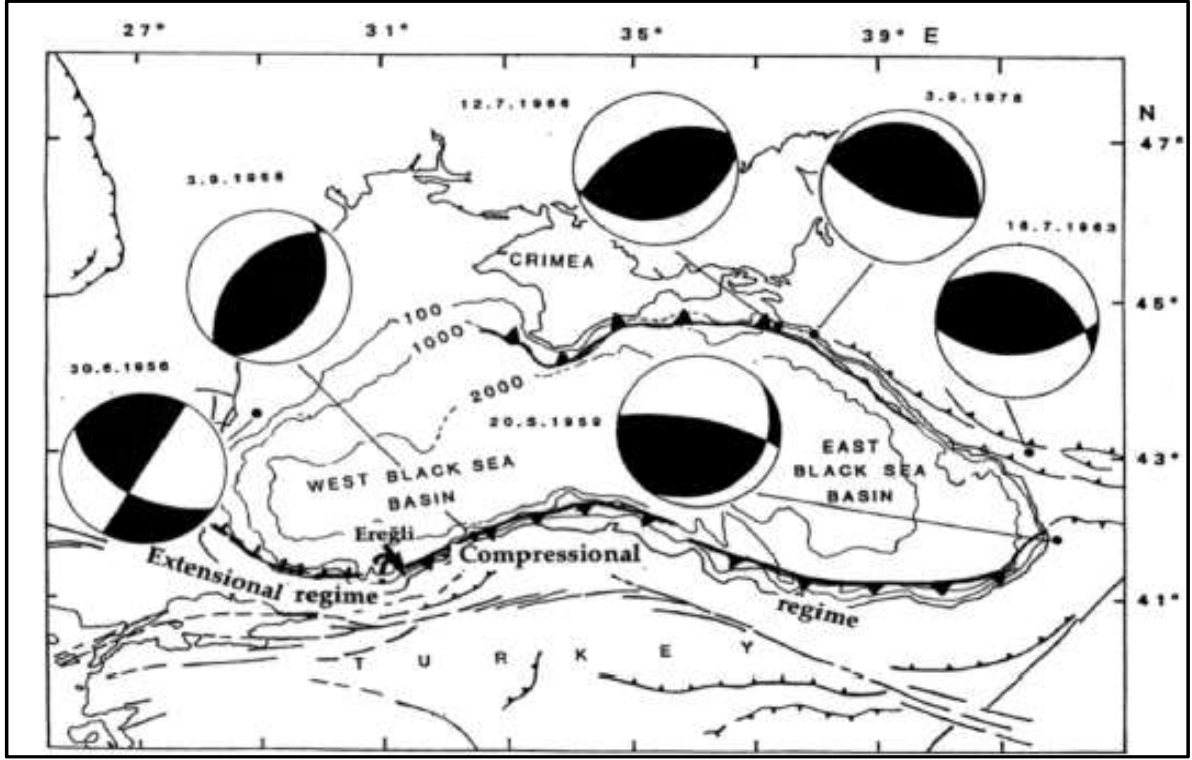 27° 31° 35° 39° E
12.7.1966
3.9.1978
N
47°
3.9.1968
16.7.1963
CRIMEA
45°
100
1000
30.6.1956
2000
20.5.1959
EAST
BLACK SEA
BASIN
43°
WEST BLACK SEA
BASIN
Ereğli
Compressional
Extensional regime
regime
41°
TURKEY